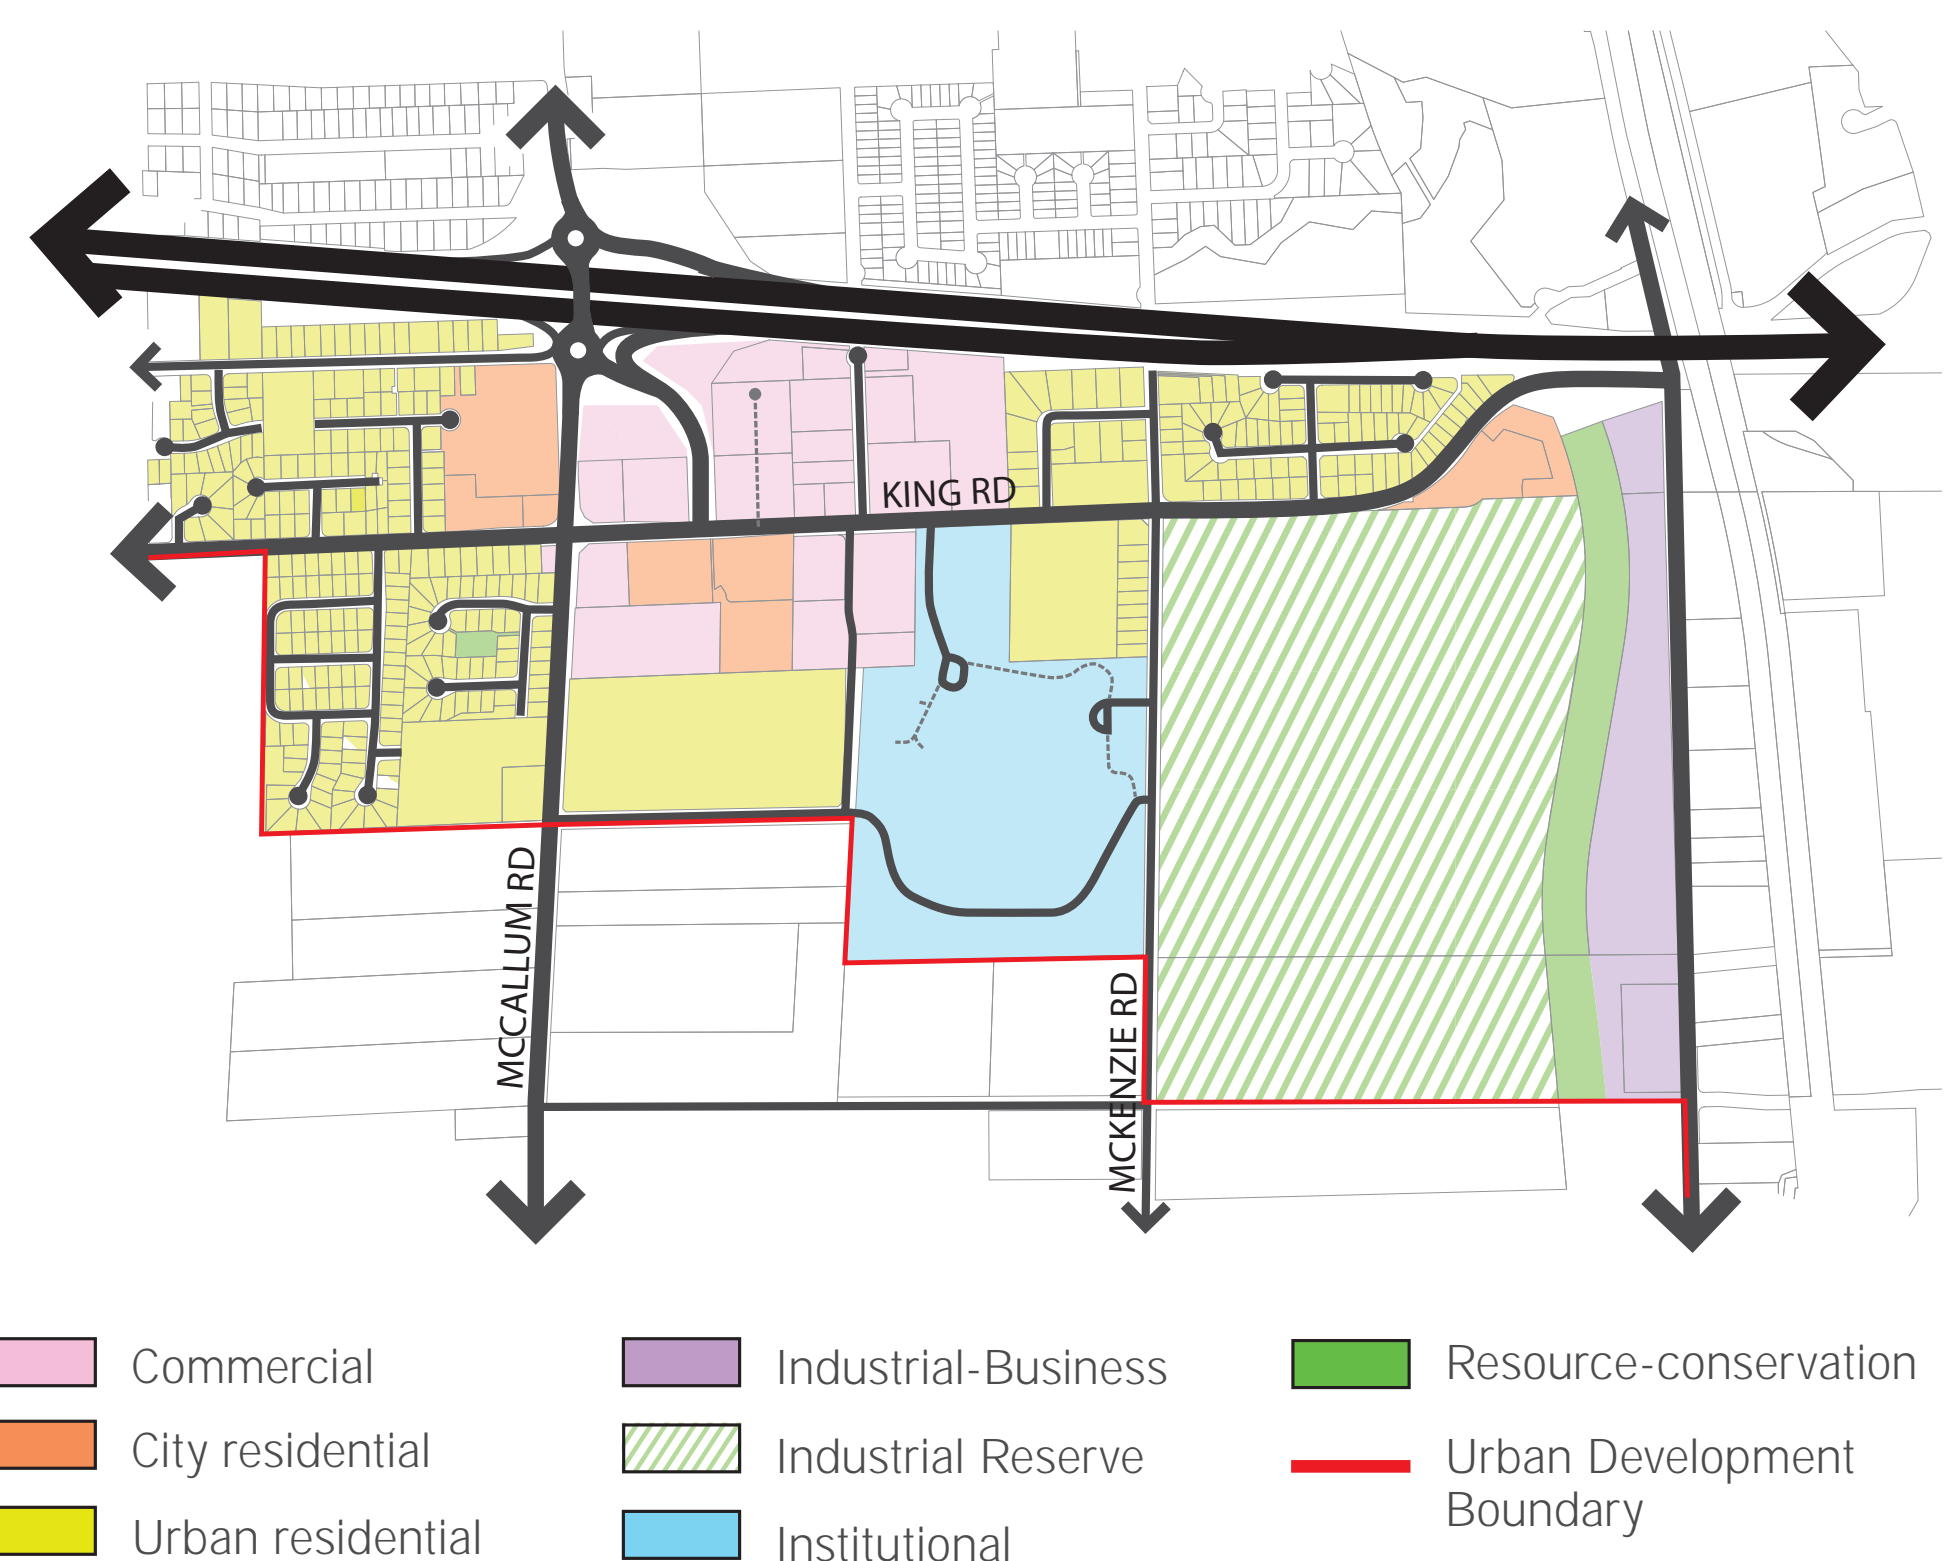 KING RD
MCCALLUM RD
MCKENZIE RD
Commercial
Industrial-Business
Resource-conservation
City residential
Industrial Reserve
Urban Development
Boundary
Urban residential
Institutional